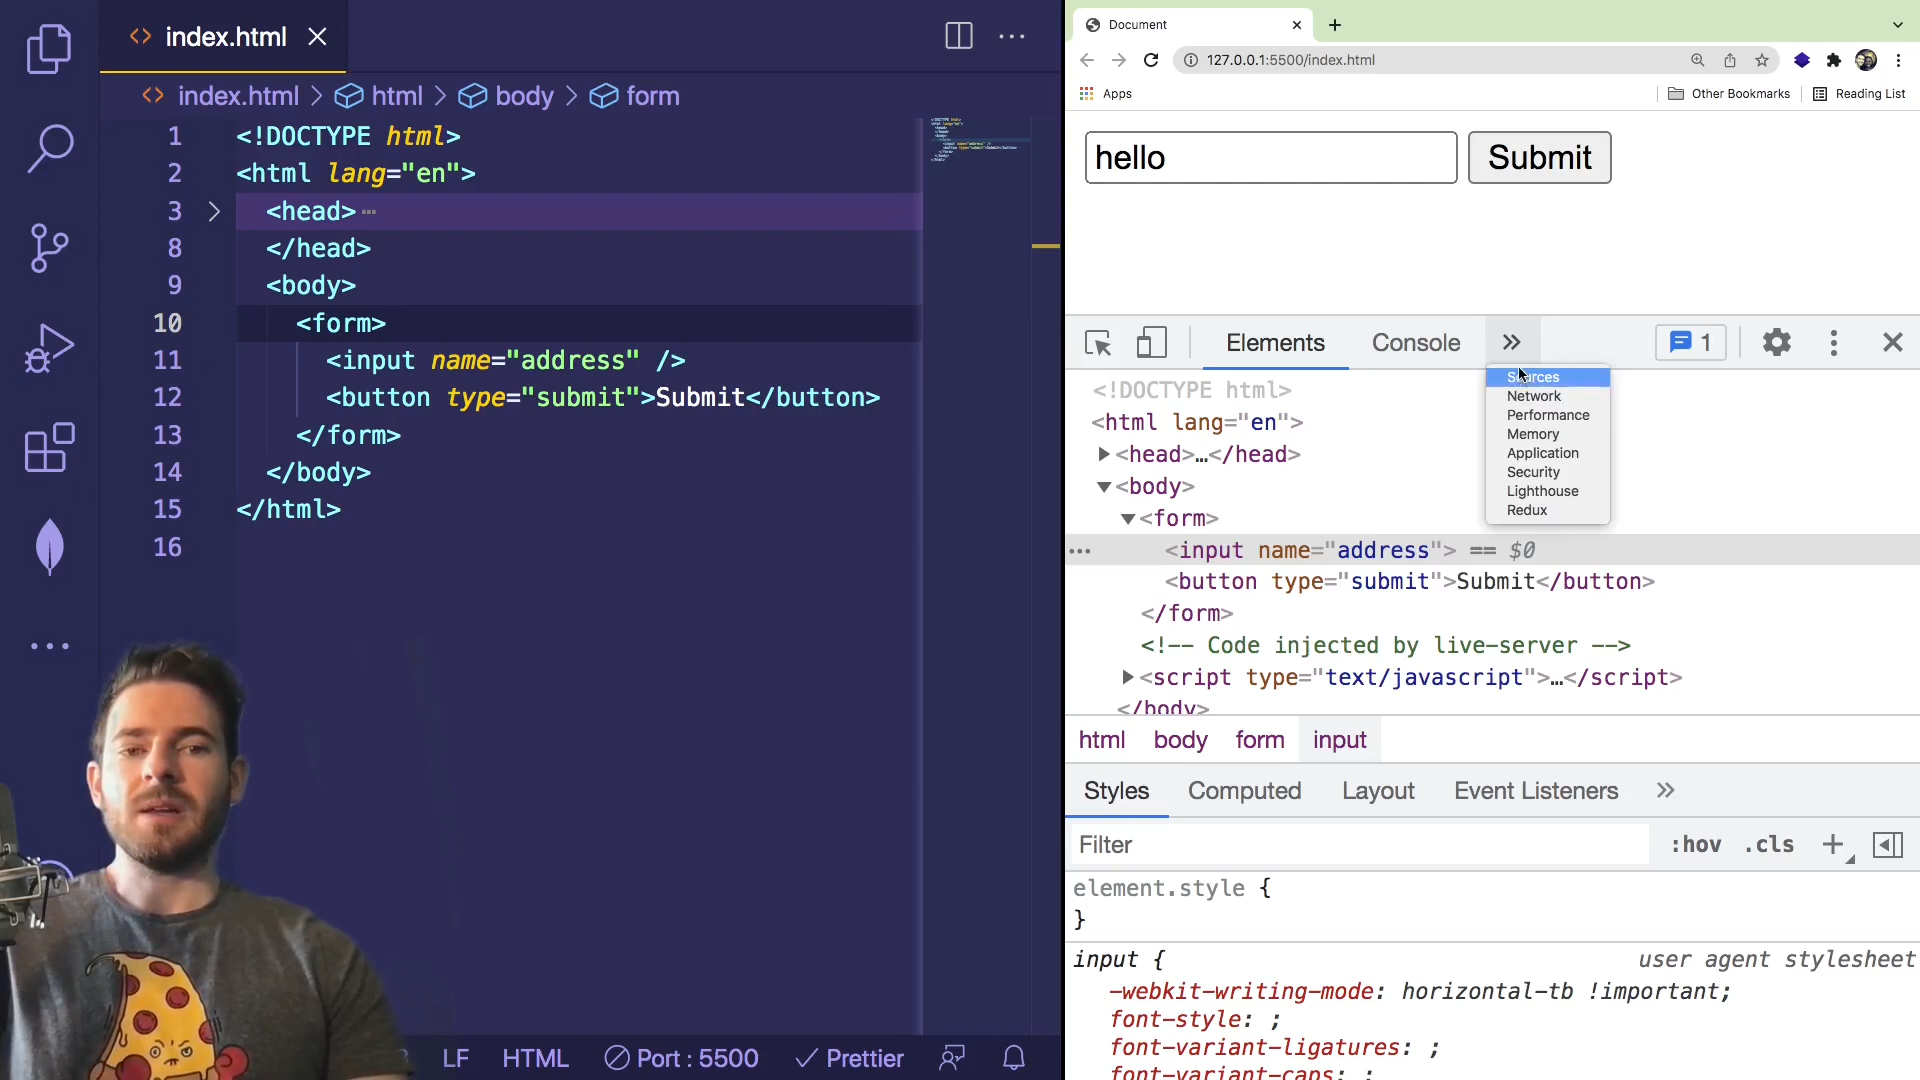 index.html
index.html > html > body > form
1 <!DOCTYPE html>
2 <html lang="en">
3 <head>
8 </head>
9 <body>
10 <form>
11 <input name="address" />
12 <button type="submit">Submit</button>
13 </form>
14 </body>
15 </html>
16
LF HTML Port : 5500 Prettier
Document
127.0.0.1:5500/index.html
Apps Other Bookmarks Reading List
hello Submit
Elements Console 1
Sources
Network
Performance
Memory
Application
Security
Lighthouse
Redux
<!DOCTYPE html>
<html lang="en">
<head>…</head>
<body>
<form>
<input name="address"> == $0
<button type="submit">Submit</button>
</form>
<!-- Code injected by live-server -->
<script type="text/javascript">…</script>
</body>
html body form input
Styles Computed Layout Event Listeners
Filter :hov .cls
element.style {
}
input { user agent stylesheet
-webkit-writing-mode: horizontal-tb !important;
font-style: ;
font-variant-ligatures: ;
font-variant-caps: ;